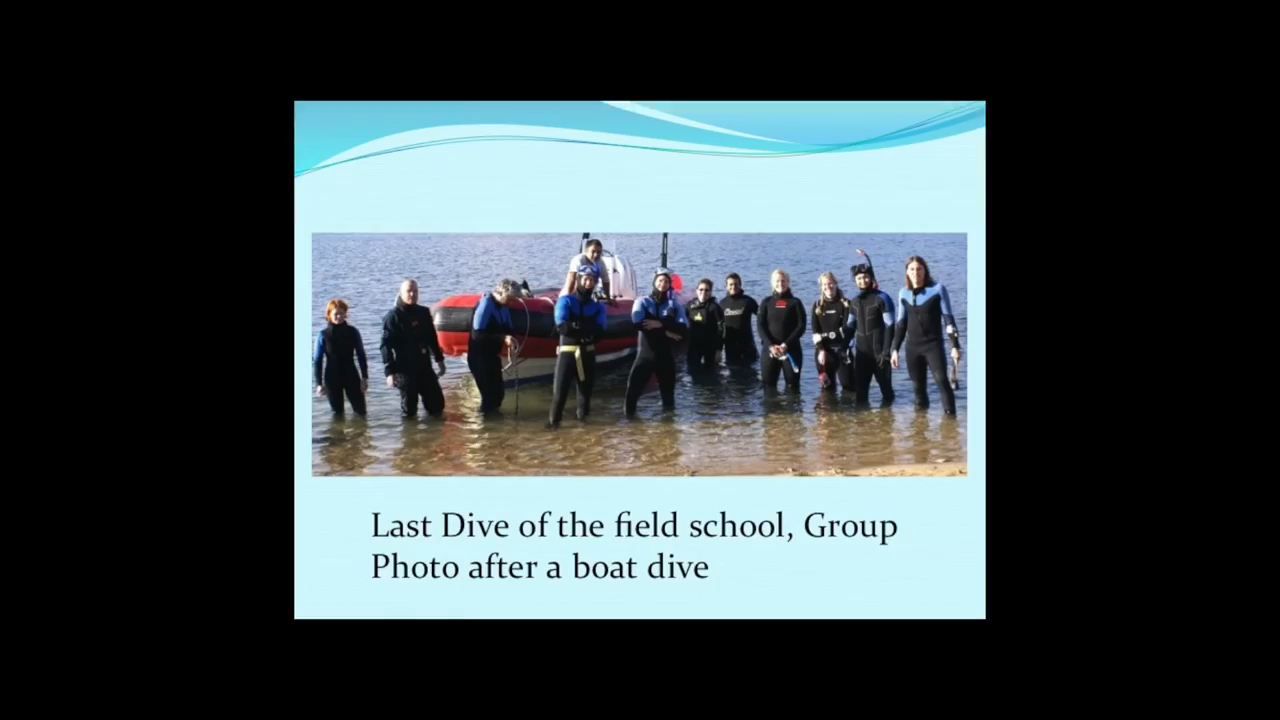 Last Dive of the field school, Group
Photo after a boat dive